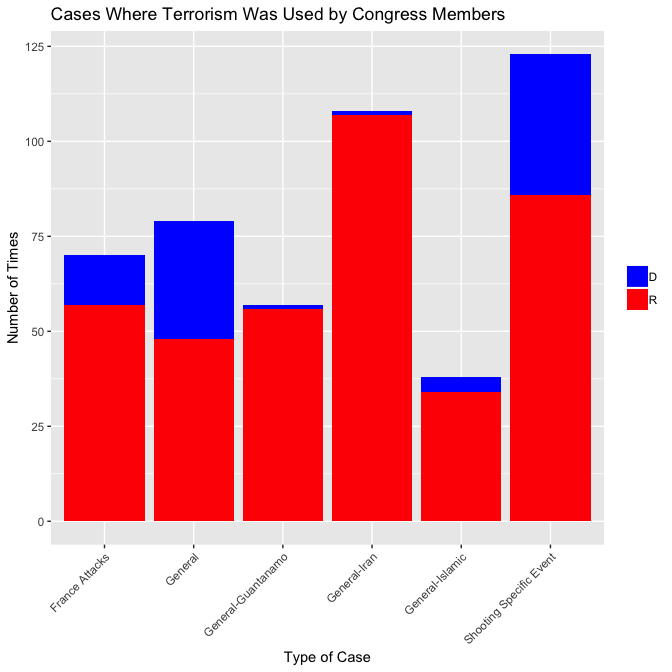 Cases Where Terrorism Was Used by Congress Members
Number of Times
125
100
75
50
25
0
France Attacks
General
General-Guantanamo
General-Iran
General-Islamic
Shooting Specific Event
Type of Case
D
R